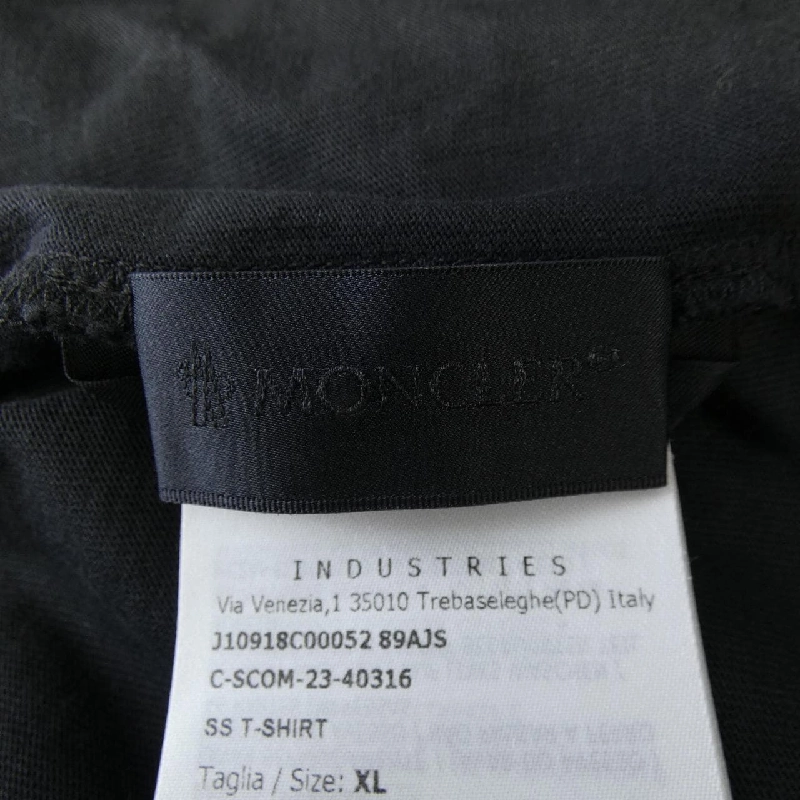 MONCLER
INDUSTRIES
Via Venezia,1 35010 Trebaseleghe(PD) Italy
J10918C00052 89AJS
C-SCOM-23-40316
SS T-SHIRT
Taglia / Size: XL